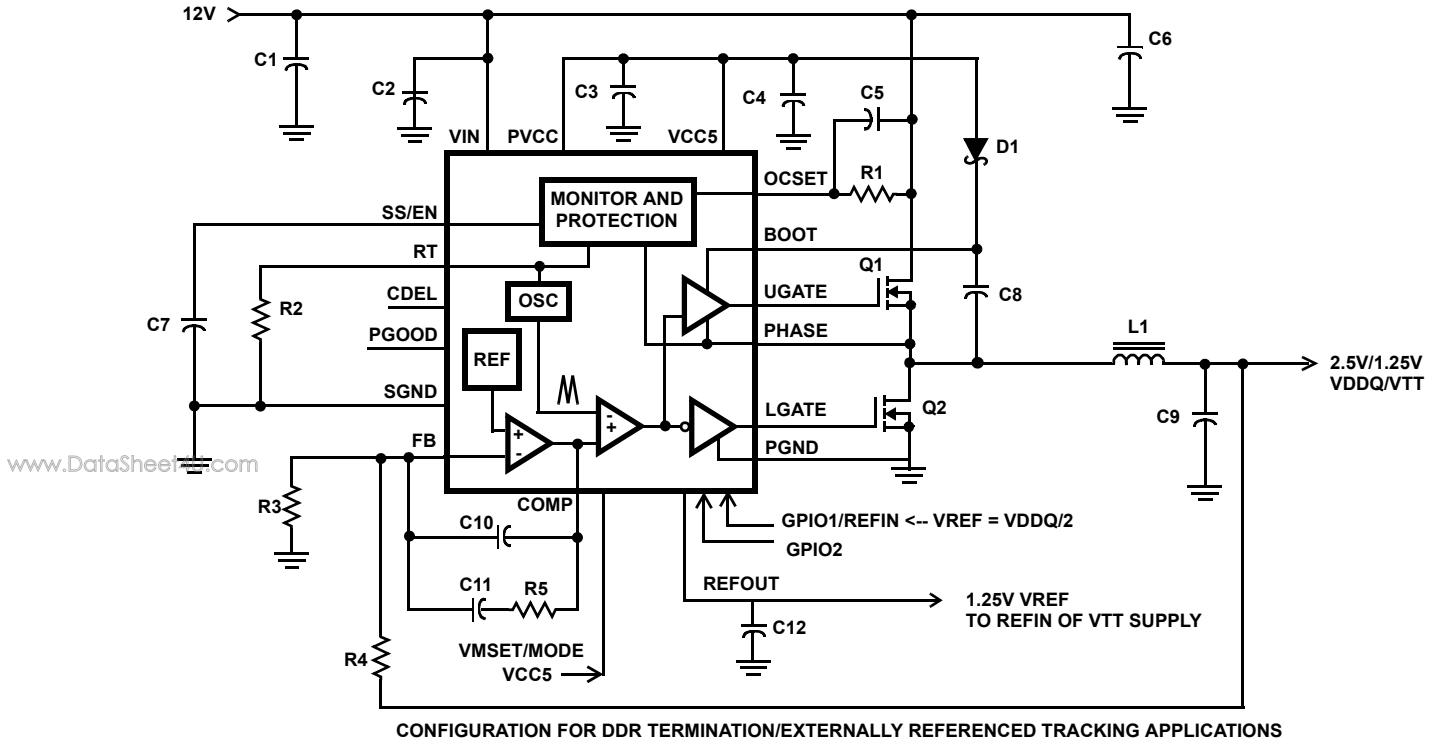 12V
C1
C2
C3
C4
C5
C6
VIN
PVCC
VCC5
D1
OCSET
R1
MONITOR AND
PROTECTION
SS/EN
BOOT
RT
Q1
OSC
UGATE
C8
CDEL
R2
C7
PHASE
L1
PGOOD
REF
2.5V/1.25V
VDDQ/VTT
SGND
LGATE
Q2
C9
+
-
-
+
FB
PGND
www.DataSheet4U.com
COMP
R3
C10
GPIO1/REFIN <-- VREF = VDDQ/2
GPIO2
C11
R5
REFOUT
1.25V VREF
TO REFIN OF VTT SUPPLY
C12
VMSET/MODE
VCC5
R4
CONFIGURATION FOR DDR TERMINATION/EXTERNALLY REFERENCED TRACKING APPLICATIONS